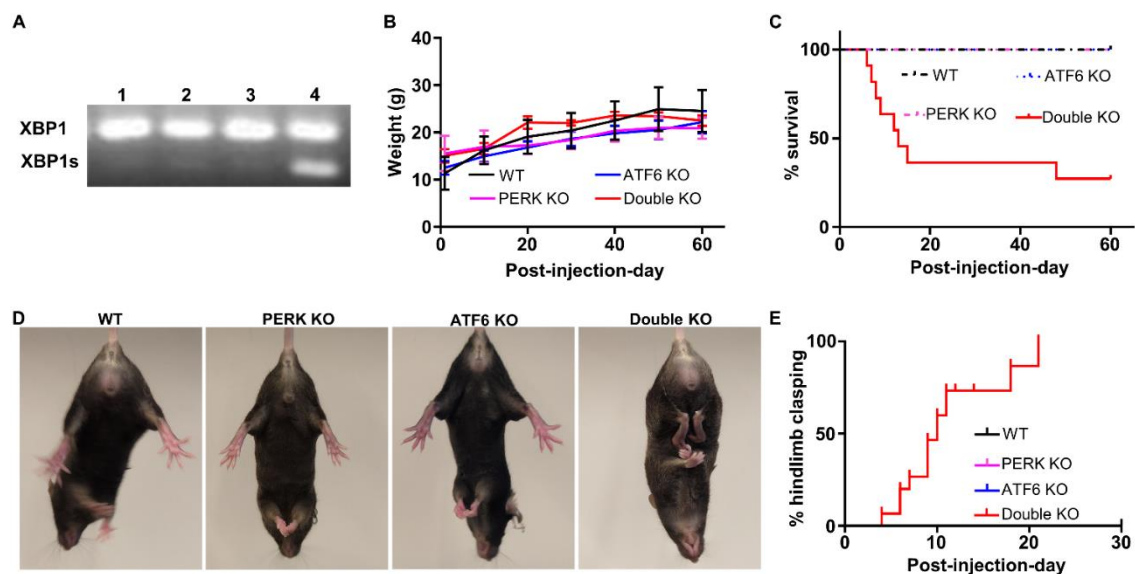 A
1 2 3 4
XBP1
XBP1s
B
Weight (g)
40
30
20
10
0
WT
ATF6 KO
PERK KO
Double KO
0 20 40 60
Post-injection-day
C
% survival
100
50
0
WT
ATF6 KO
PERK KO
Double KO
0 20 40 60
Post-injection-day
D
WT
PERK KO
ATF6 KO
Double KO
E
% hindlimb clasping
100
50
0
WT
PERK KO
ATF6 KO
Double KO
0 10 20 30
Post-injection-day